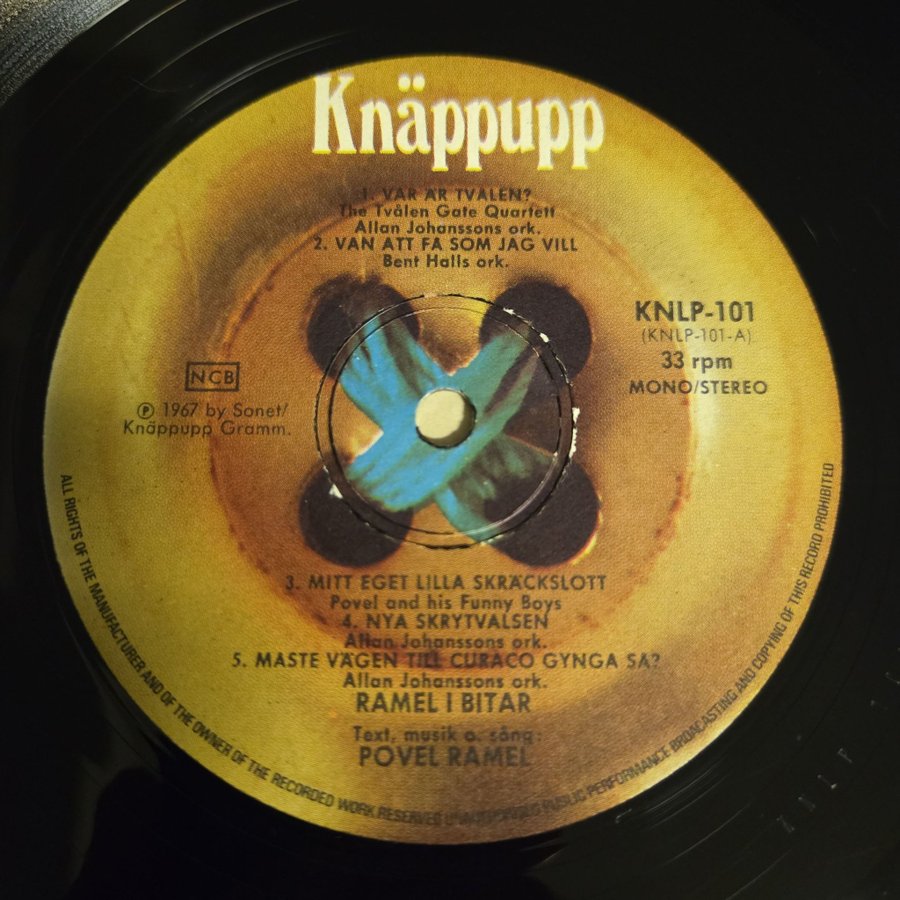 Knäppupp
1. VAR ÄR TVÅLEN?
The Tvålen Gate Quartett
Allan Johanssons ork.
2. VAN ATT FÅ SOM JAG VILL
Bent Halls ork.
KNLP-101
(KNLP-101-A)
33 rpm
MONO/STEREO
NCB
℗ 1967 by Sonet/
Knäppupp Gramm.
3. MITT EGET LILLA SKRÄCKSLOTT
Povel and his Funny Boys
4. NYA SKRYTVALSEN
Allan Johanssons ork.
5. MÅSTE VÄGEN TILL CURACO GYNGA SÅ?
Allan Johanssons ork.
RAMEL I BITAR
Text, musik o. sång:
POVEL RAMEL
ALL RIGHTS OF THE MANUFACTURER AND OF THE OWNER OF THE RECORDED WORK RESERVED UNAUTHORISED PUBLIC PERFORMANCE BROADCASTING AND COPYING OF THIS RECORD PROHIBITED